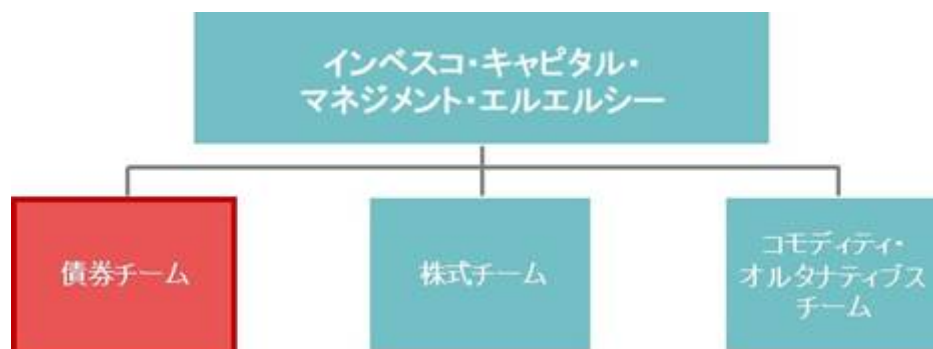 インベスコ・キャピタル・
マネジメント・エルエルシー
債券チーム
株式チーム
コモディティ・
オルタナティブス
チーム